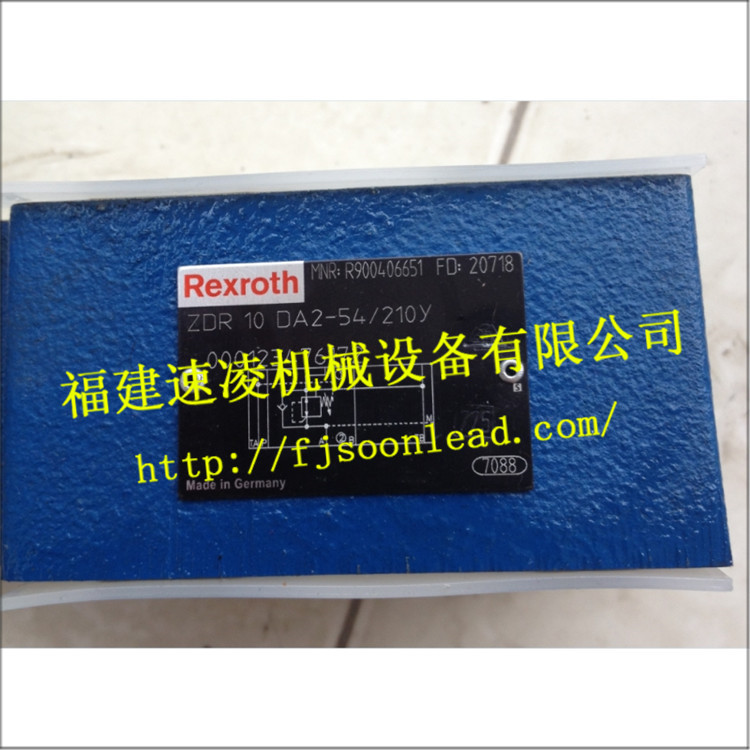 Rexroth MNR: R900406651 FD: 20718
ZDR 10 DA2-54/210Y
福建速凌机械设备有限公司
http://fjsoonlead.com/
7088
Made in Germany